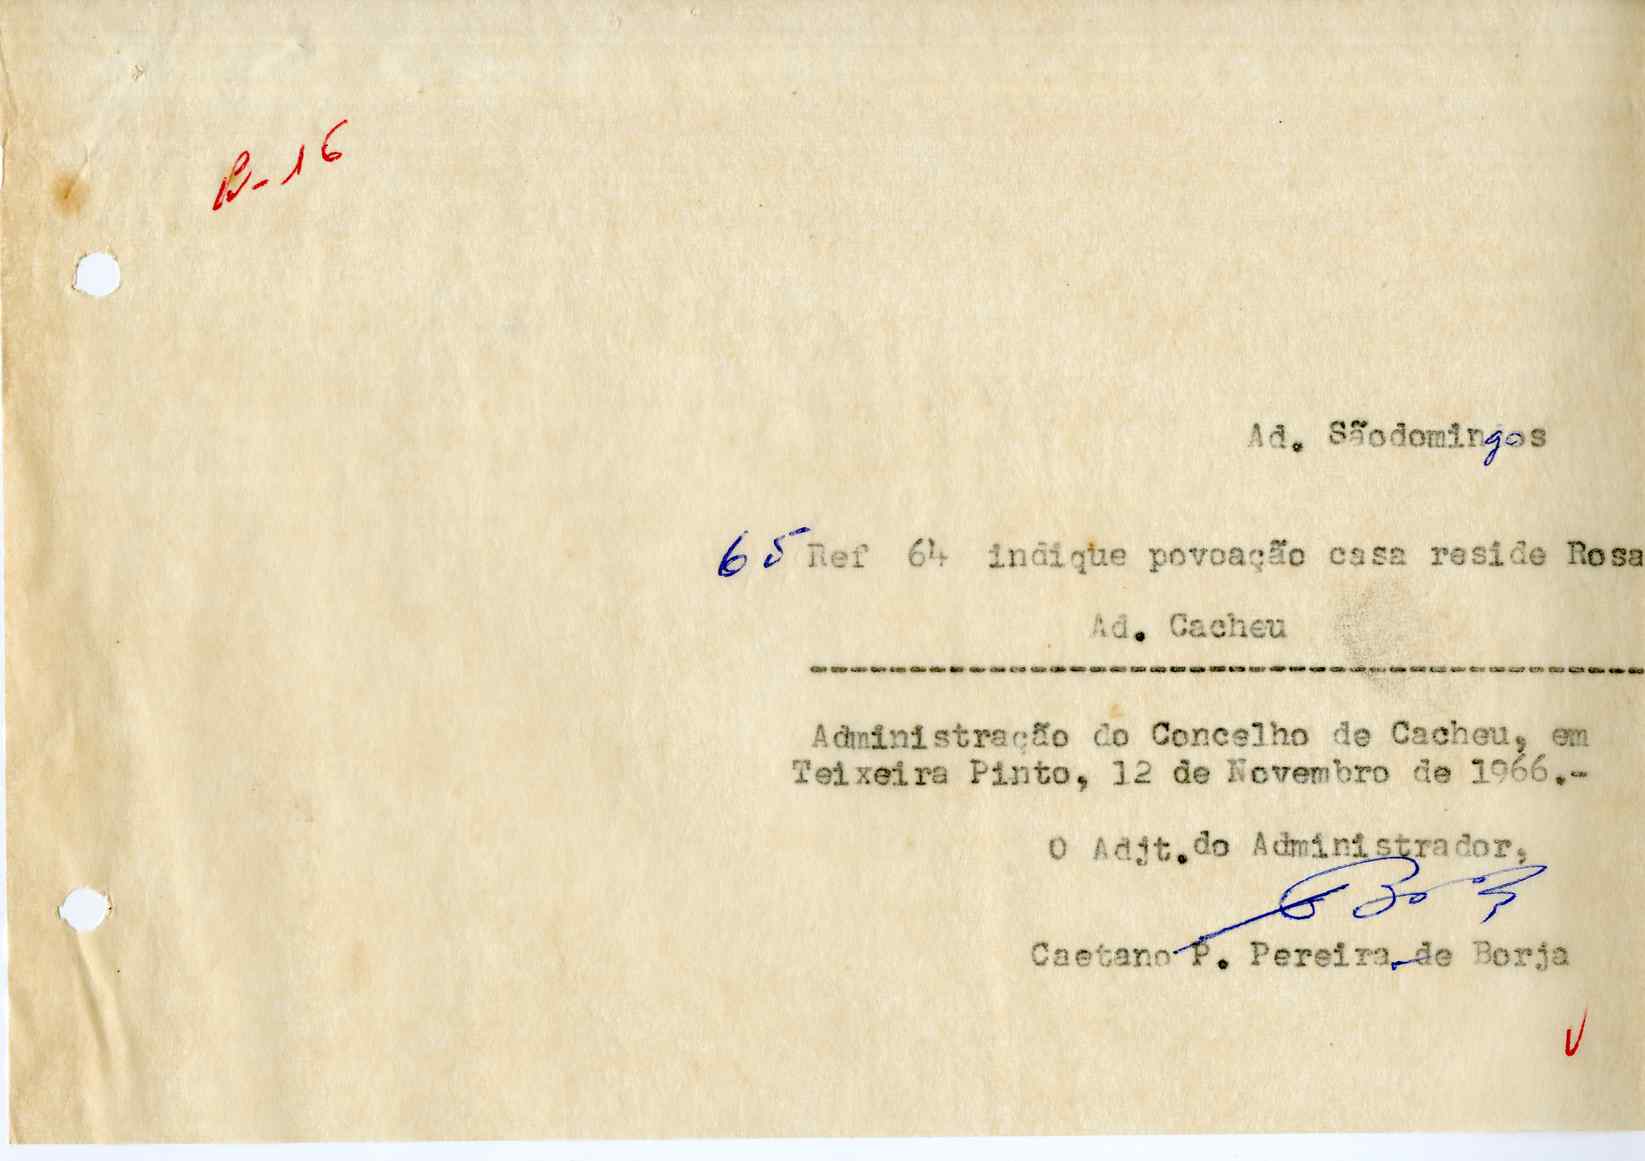 B-16
Ad. Sãodomingos
65 Ref 64 indique povoação casa reside Rosa
Ad. Cacheu
Administração do Concelho de Cacheu, em
Teixeira Pinto, 12 de Novembro de 1966.-
O Adjt. do Administrador,
Caetano P. Pereira de Borja